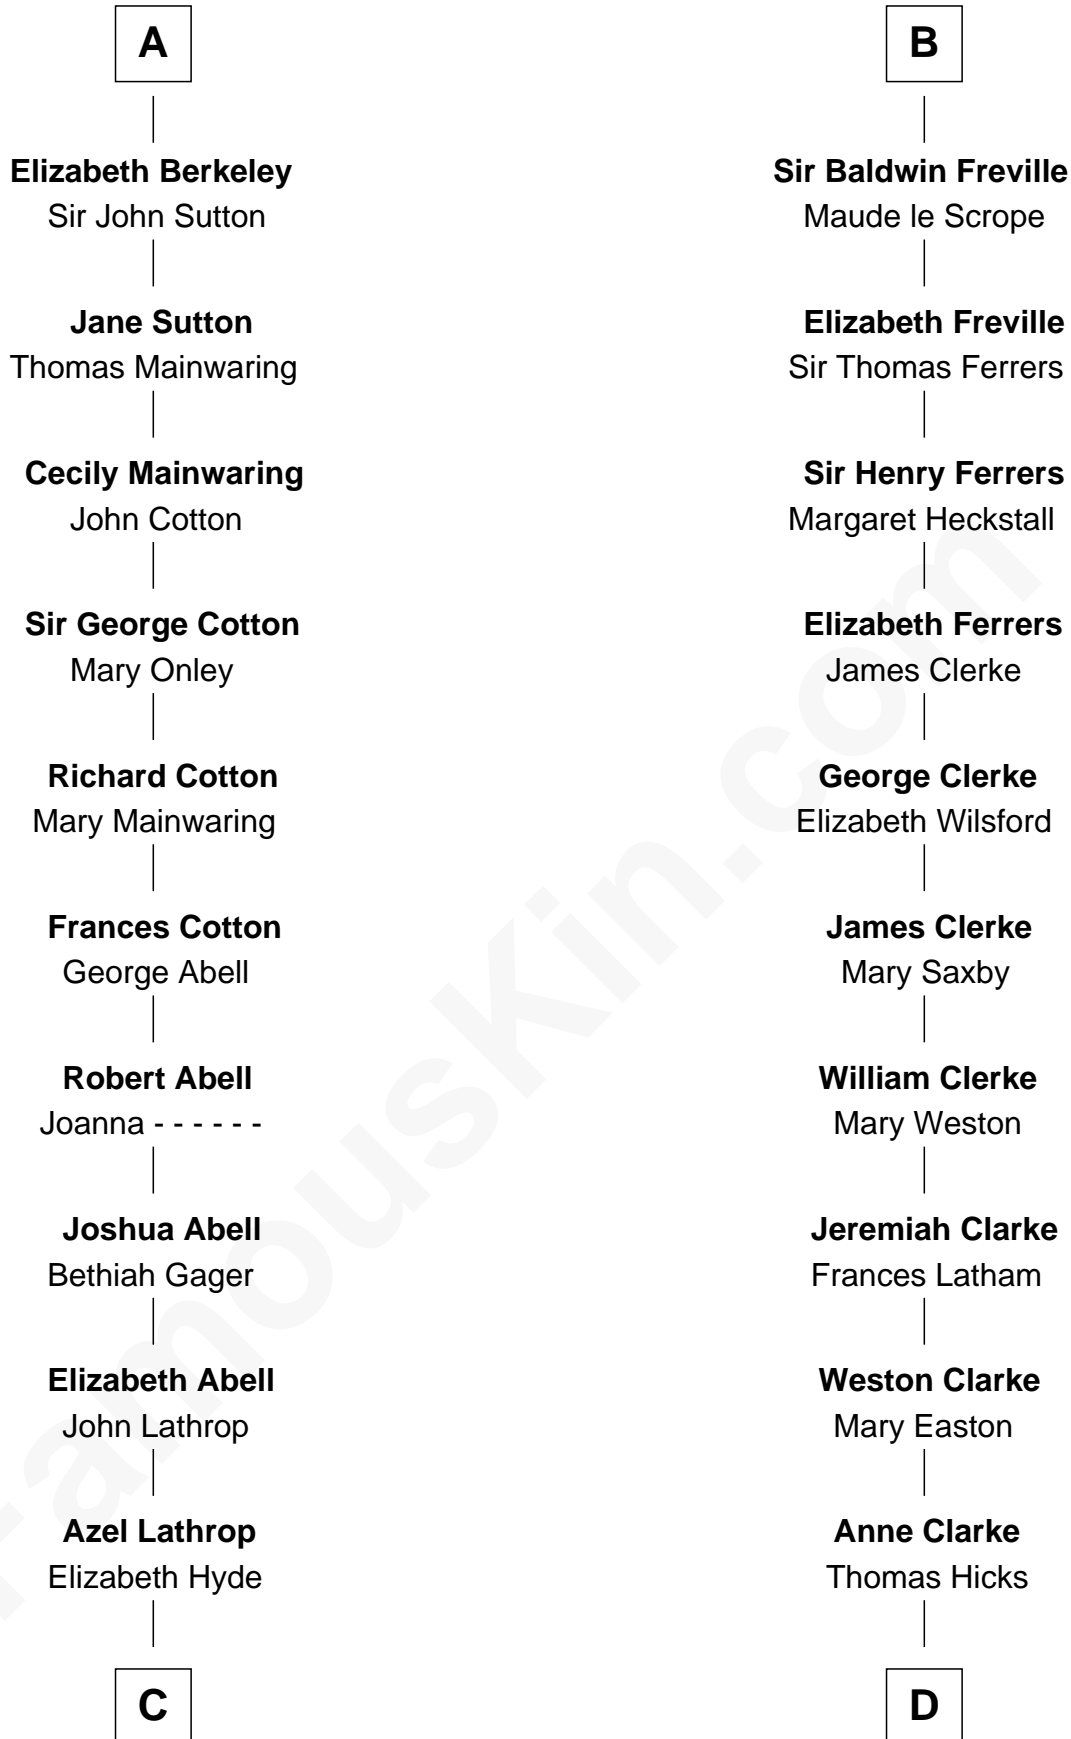 A
Elizabeth Berkeley
Sir John Sutton
Jane Sutton
Thomas Mainwaring
Cecily Mainwaring
John Cotton
Sir George Cotton
Mary Onley
Richard Cotton
Mary Mainwaring
Frances Cotton
George Abell
Robert Abell
Joanna - - - - - -
Joshua Abell
Bethiah Gager
Elizabeth Abell
John Lathrop
Azel Lathrop
Elizabeth Hyde
C
B
Sir Baldwin Freville
Maude le Scrope
Elizabeth Freville
Sir Thomas Ferrers
Sir Henry Ferrers
Margaret Heckstall
Elizabeth Ferrers
James Clerke
George Clerke
Elizabeth Wilsford
James Clerke
Mary Saxby
William Clerke
Mary Weston
Jeremiah Clarke
Frances Latham
Weston Clarke
Mary Easton
Anne Clarke
Thomas Hicks
D
FamousKin.com